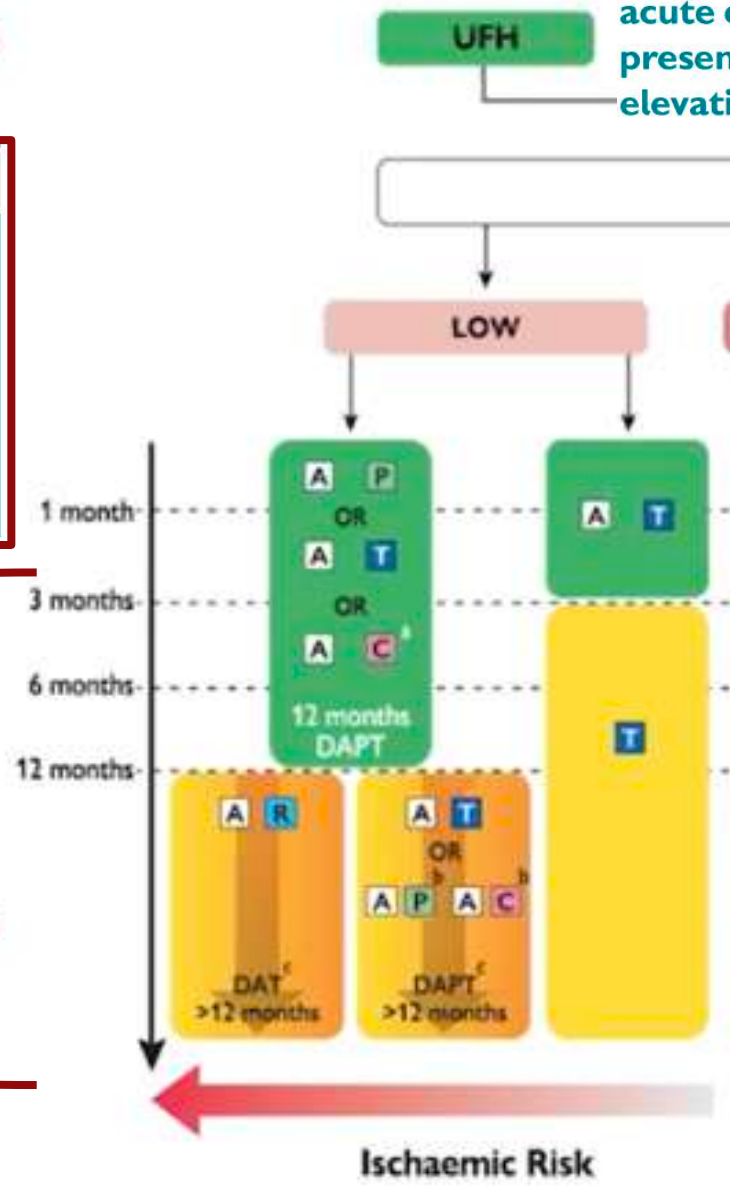 acute
presen
elevati
UFH
LOW
A P
OR
A T
OR
A C a
12 months
DAPT
A T
T
1 month
3 months
6 months
12 months
A R
DAT c
>12 months
A T
OR
A P b A C b
DAPT c
>12 months
Ischaemic Risk